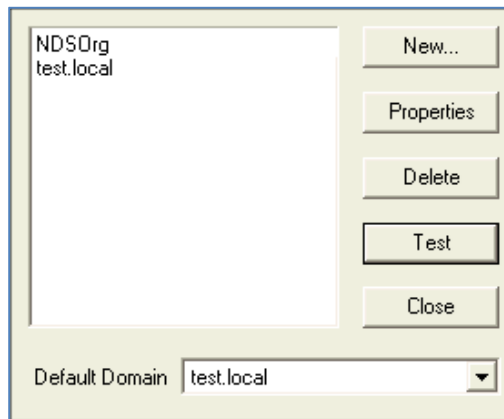 NDSOrg
test.local
New...
Properties
Delete
Test
Close
Default Domain test.local